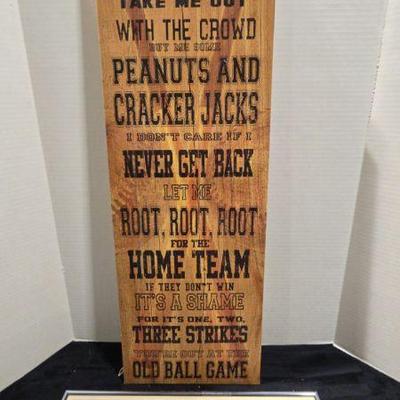 TAKE ME OUT
WITH THE CROWD
BUY ME SOME
PEANUTS AND
CRACKER JACKS
I DON'T CARE IF I
NEVER GET BACK
LET ME
ROOT, ROOT, ROOT
FOR THE
HOME TEAM
IF THEY DON'T WIN
IT'S A SHAME
FOR IT'S ONE, TWO,
THREE STRIKES
YOU'RE OUT AT THE
OLD BALL GAME